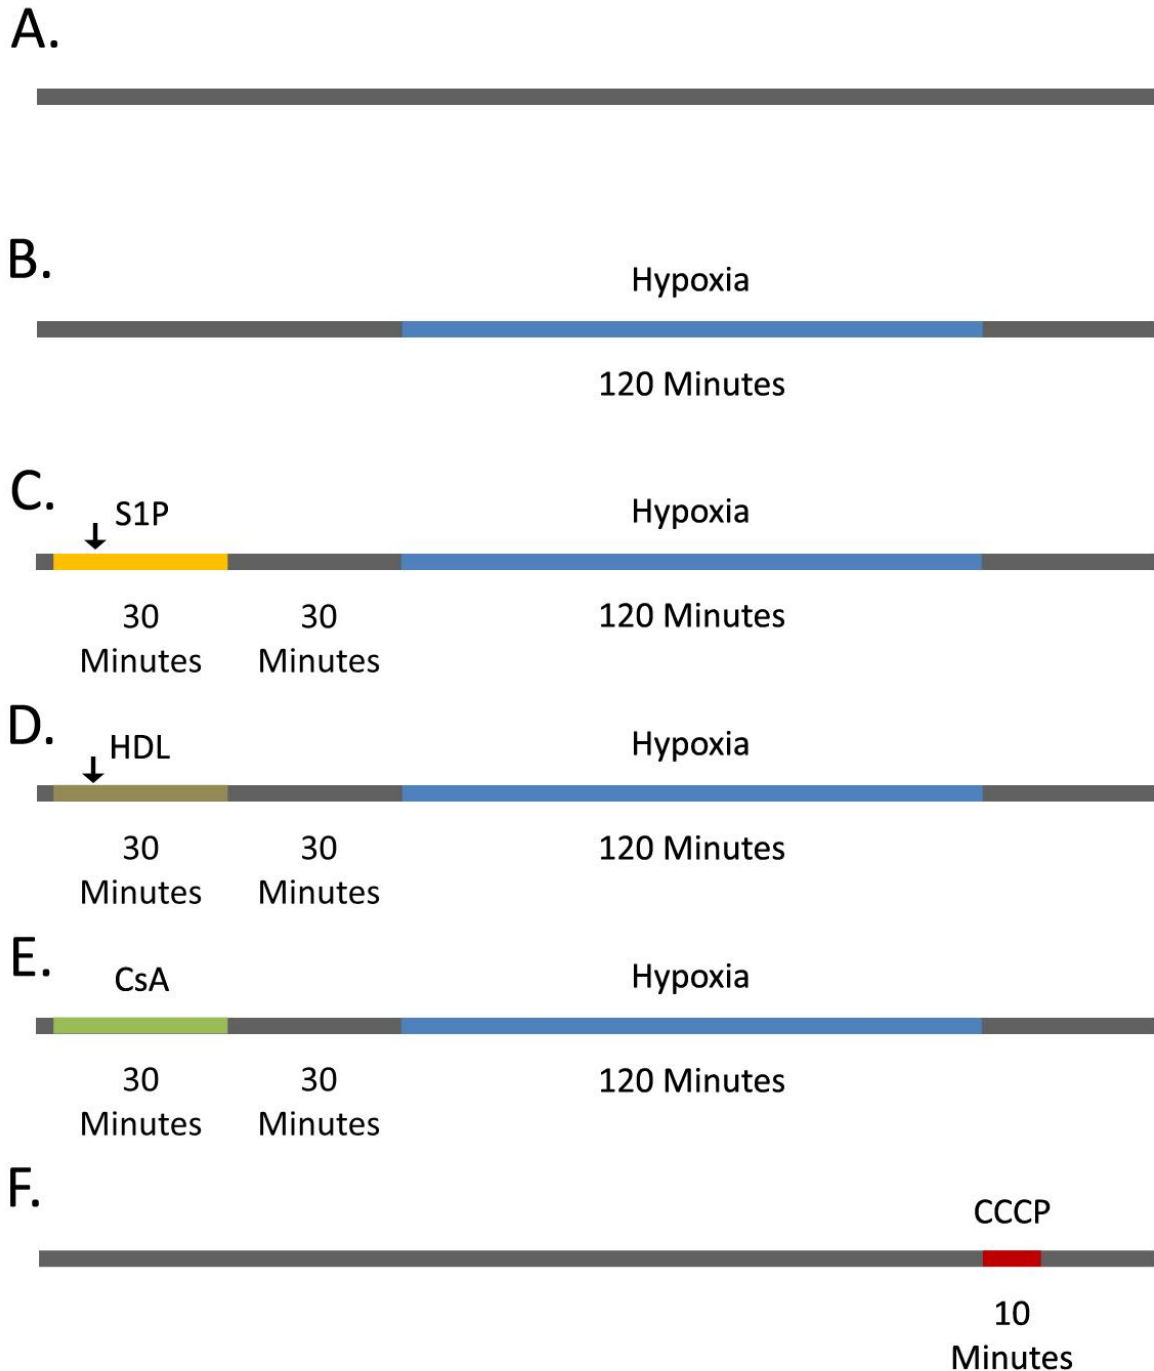 A.
B.
Hypoxia
120 Minutes
C.
S1P
Hypoxia
30
Minutes
30
Minutes
120 Minutes
D.
HDL
Hypoxia
30
Minutes
30
Minutes
120 Minutes
E.
CsA
Hypoxia
30
Minutes
30
Minutes
120 Minutes
F.
CCCP
10
Minutes